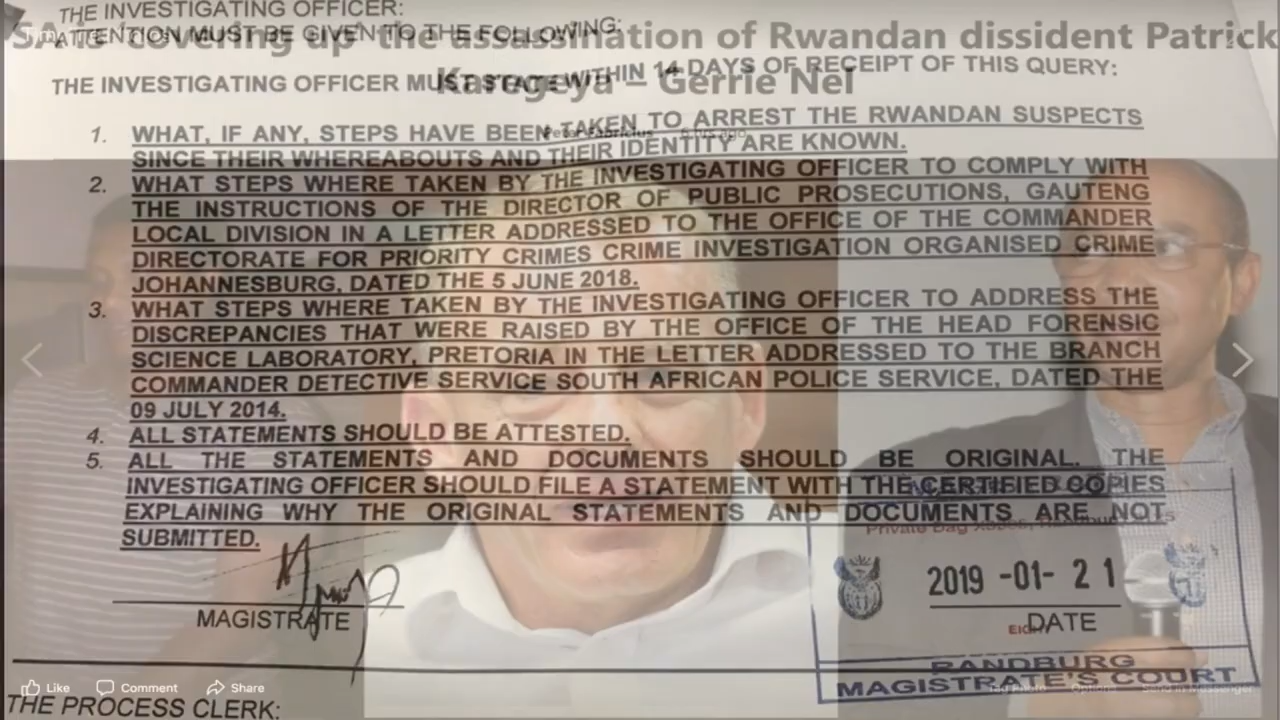 THE INVESTIGATING OFFICER:
ATTENTION MUST BE GIVEN TO THE FOLLOWING:
covering up the assassination of Rwandan dissident Patrick
Karegeya – Gerrie Nel
THE INVESTIGATING OFFICER MUST STATE WITHIN 14 DAYS OF RECEIPT OF THIS QUERY:
1. WHAT, IF ANY, STEPS HAVE BEEN TAKEN TO ARREST THE RWANDAN SUSPECTS
SINCE THEIR WHEREABOUTS AND THEIR IDENTITY ARE KNOWN.
2. WHAT STEPS WHERE TAKEN BY THE INVESTIGATING OFFICER TO COMPLY WITH
THE INSTRUCTIONS OF THE DIRECTOR OF PUBLIC PROSECUTIONS, GAUTENG
LOCAL DIVISION IN A LETTER ADDRESSED TO THE OFFICE OF THE COMMANDER
DIRECTORATE FOR PRIORITY CRIMES CRIME INVESTIGATION ORGANISED CRIME
JOHANNESBURG, DATED THE 5 JUNE 2018.
3. WHAT STEPS WHERE TAKEN BY THE INVESTIGATING OFFICER TO ADDRESS THE
DISCREPANCIES THAT WERE RAISED BY THE OFFICE OF THE HEAD FORENSIC
SCIENCE LABORATORY, PRETORIA IN THE LETTER ADDRESSED TO THE BRANCH
COMMANDER DETECTIVE SERVICE SOUTH AFRICAN POLICE SERVICE, DATED THE
09 JULY 2014.
4. ALL STATEMENTS SHOULD BE ATTESTED.
5. ALL THE STATEMENTS AND DOCUMENTS SHOULD BE ORIGINAL. THE
INVESTIGATING OFFICER SHOULD FILE A STATEMENT WITH THE CERTIFIED COPIES
EXPLAINING WHY THE ORIGINAL STATEMENTS AND DOCUMENTS ARE NOT
SUBMITTED.
Private Bag
2019 -01- 21
MAGISTRATE
DATE
RANDBURG
MAGISTRATE'S COURT
Like Comment Share
Tag Photo Options Send in Messenger
THE PROCESS CLERK: